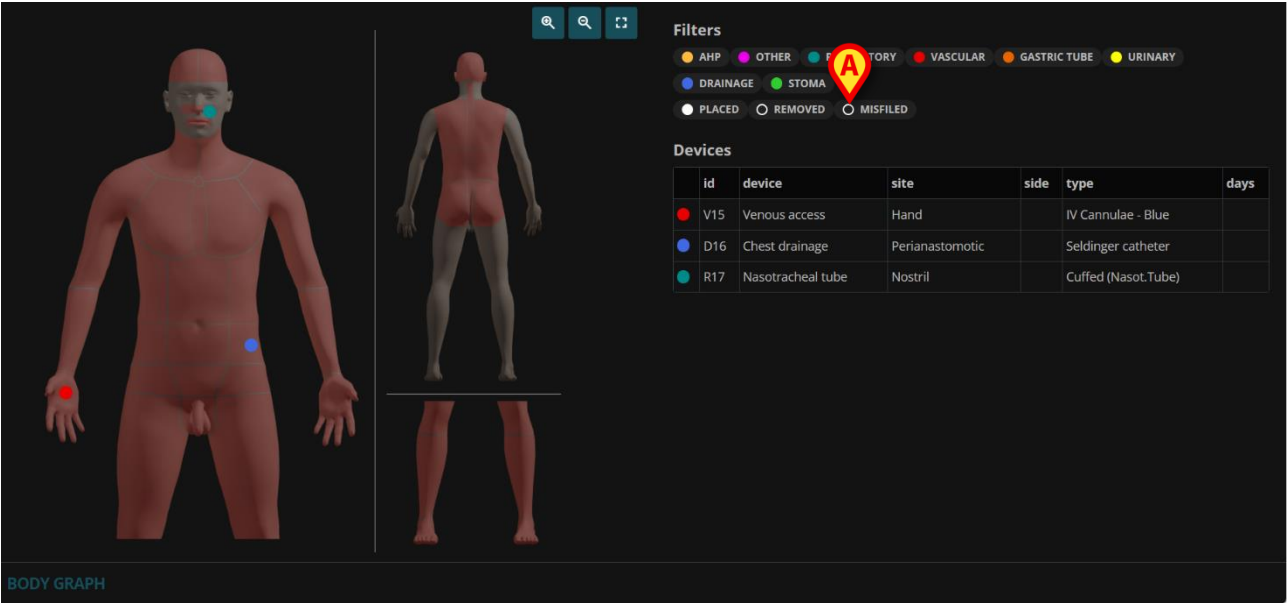 Filters
AHP OTHER VASCULAR GASTRIC TUBE URINARY
DRAINAGE STOMA
A
PLACED REMOVED MISFILED
Devices
id device site side type days
V15 Venous access Hand IV Cannulae - Blue
D16 Chest drainage Perianastomotic Seldinger catheter
R17 Nasotracheal tube Nostril Cuffed (Nasot.Tube)
BODY GRAPH